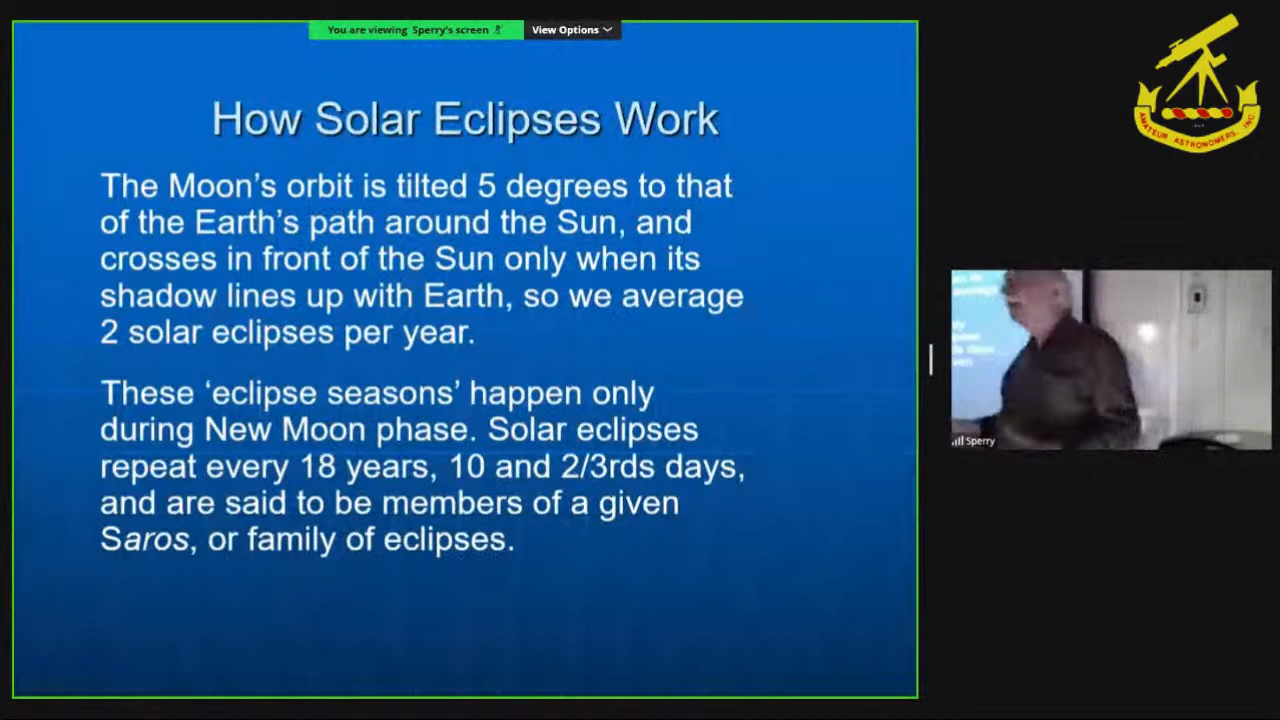 You are viewing Sperry's screen
View Options
How Solar Eclipses Work
The Moon’s orbit is tilted 5 degrees to that
of the Earth’s path around the Sun, and
crosses in front of the Sun only when its
shadow lines up with Earth, so we average
2 solar eclipses per year.
These ‘eclipse seasons’ happen only
during New Moon phase. Solar eclipses
repeat every 18 years, 10 and 2/3rds days,
and are said to be members of a given
Saros, or family of eclipses.
AMATEUR ASTRONOMERS, INC.
Sperry